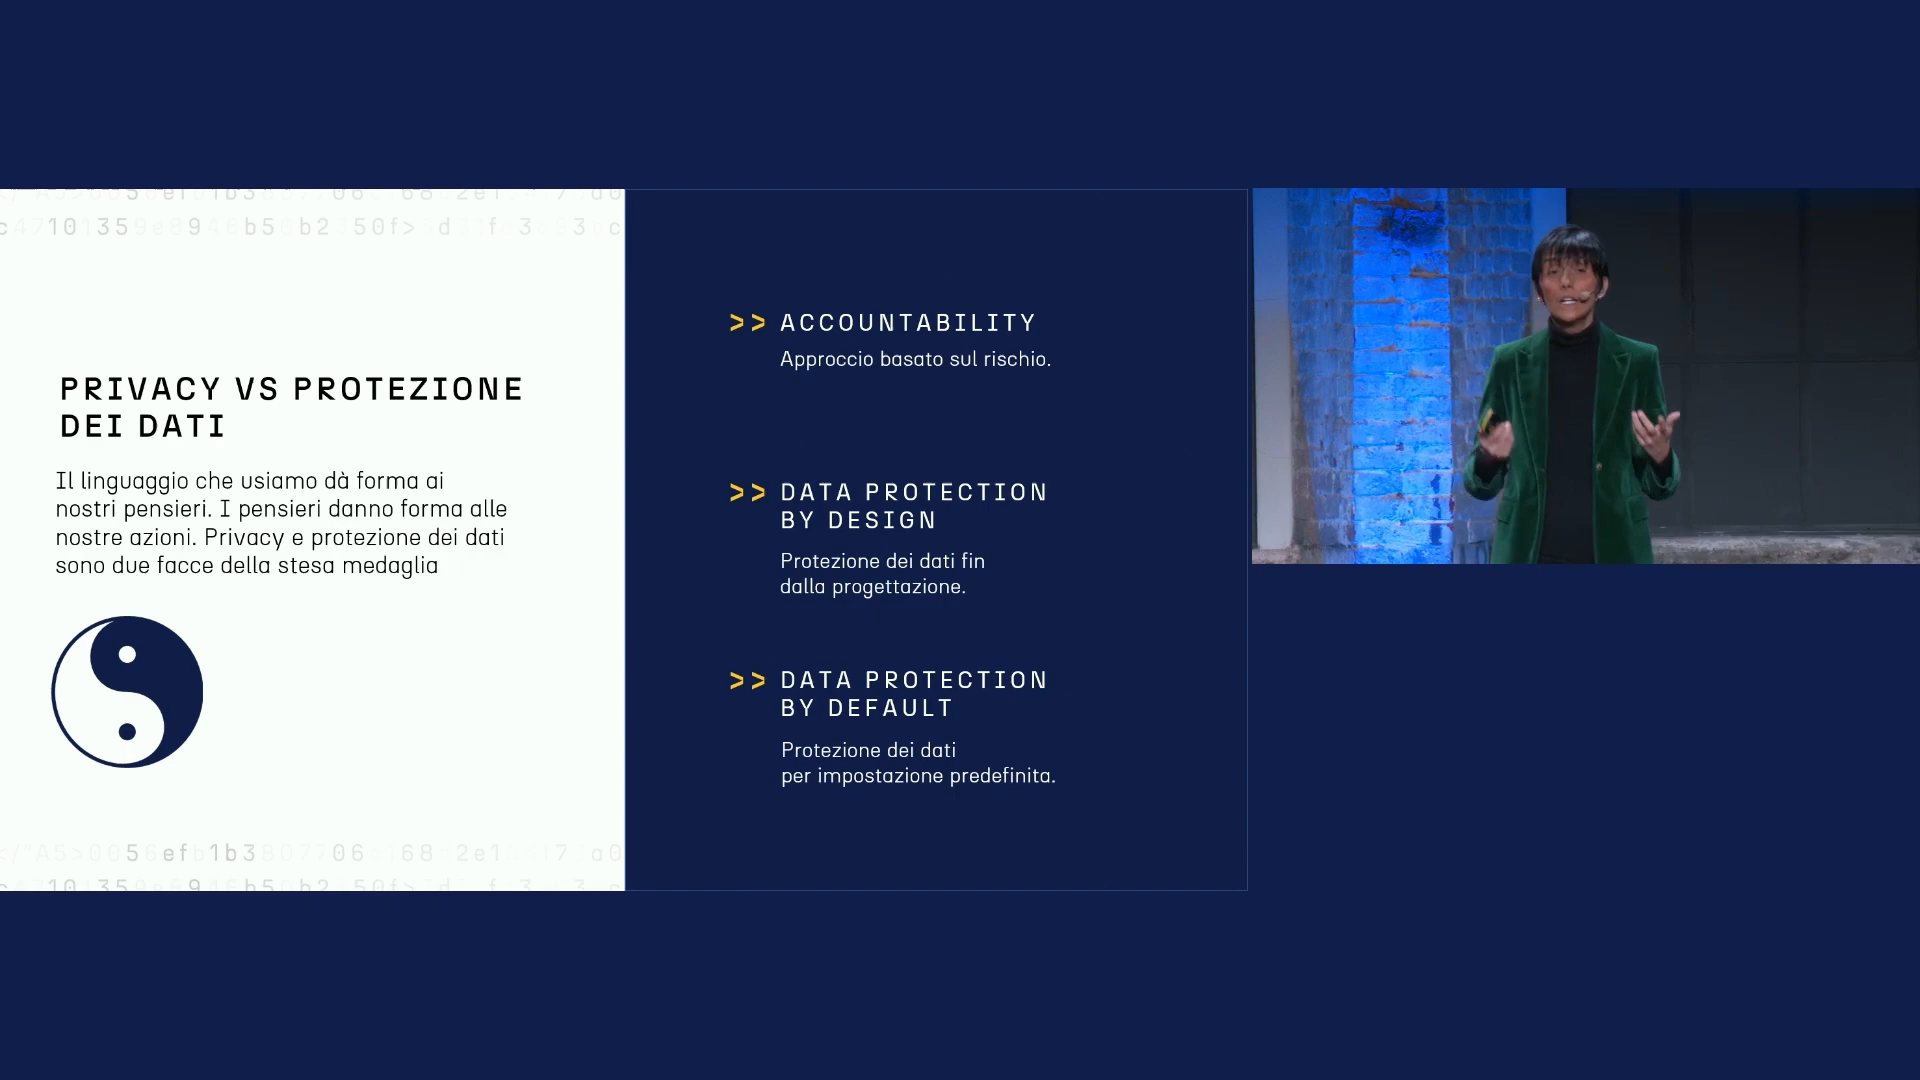 PRIVACY VS PROTEZIONE
DEI DATI
Il linguaggio che usiamo dà forma ai
nostri pensieri. I pensieri danno forma alle
nostre azioni. Privacy e protezione dei dati
sono due facce della stesa medaglia
>> ACCOUNTABILITY
Approccio basato sul rischio.
>> DATA PROTECTION
BY DESIGN
Protezione dei dati fin
dalla progettazione.
>> DATA PROTECTION
BY DEFAULT
Protezione dei dati
per impostazione predefinita.